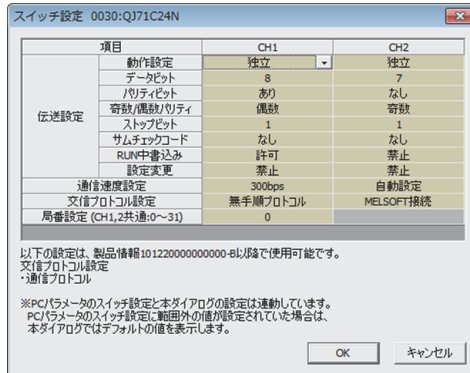 スイッチ設定 0030:QJ71C24N
項目 CH1 CH2
伝送設定 動作設定 独立 独立
データビット 8 7
パリティビット あり なし
奇数/偶数パリティ 偶数 奇数
ストップビット 1 1
サムチェックコード なし なし
RUN中書込み 許可 禁止
設定変更 禁止 禁止
通信速度設定 300bps 自動設定
交信プロトコル設定 無手順プロトコル MELSOFT接続
局番設定 (CH1,2共通:0～31) 0
以下の設定は、製品情報101220000000000-B以降で使用可能です。
交信プロトコル設定
・通信プロトコル
※PCパラメータのスイッチ設定と本ダイアログの設定は連動しています。
PCパラメータのスイッチ設定に範囲外の値が設定されていた場合は、
本ダイアログではデフォルトの値を表示します。
OK キャンセル